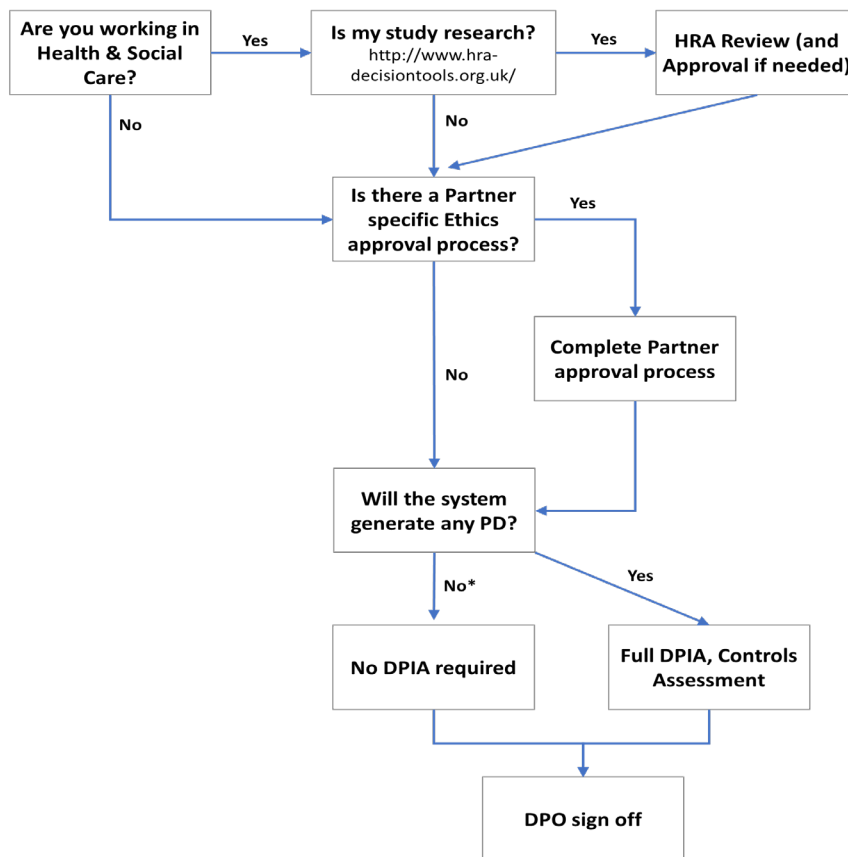 Are you working in
Health & Social
Care?
Yes
Is my study research?
http://www.hra-
decisiontools.org.uk/
Yes
HRA Review (and
Approval if needed)
No
No
Is there a Partner
specific Ethics
approval process?
Yes
Complete Partner
approval process
No
Will the system
generate any PD?
No*
Yes
No DPIA required
Full DPIA, Controls
Assessment
DPO sign off